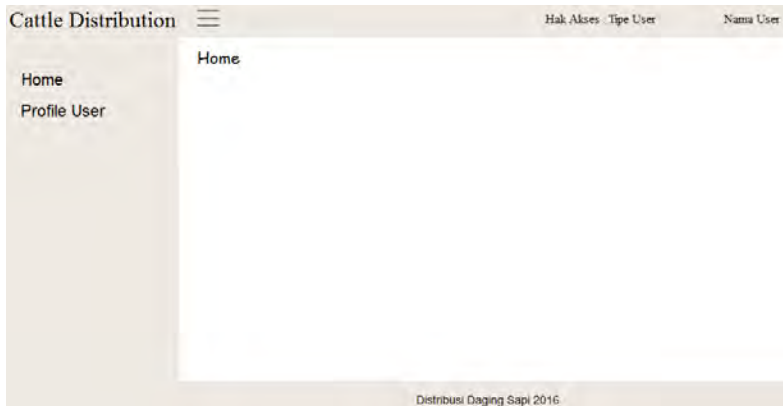 Cattle Distribution
Hak Akses Tipe User
Nama User
Home
Profile User
Home
Distribusi Daging Sapi 2016